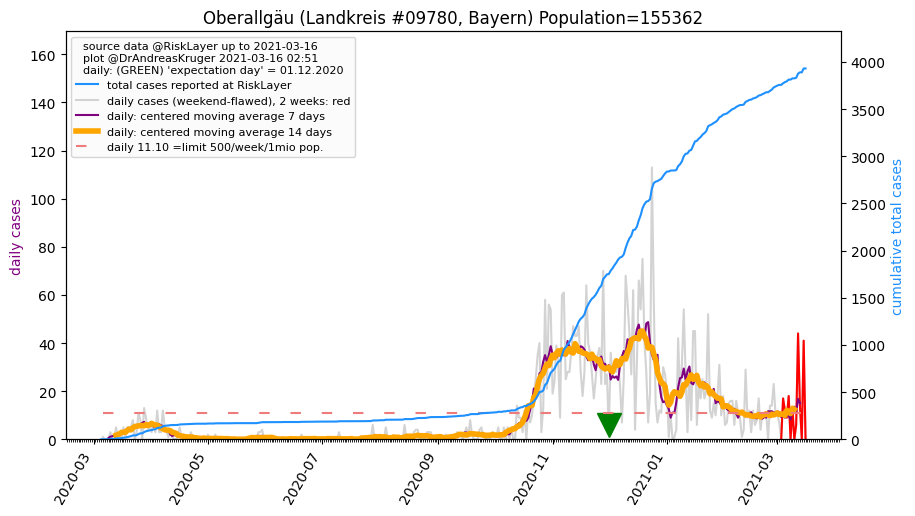 Oberallgäu (Landkreis #09780, Bayern) Population=155362
source data @RiskLayer up to 2021-03-16
plot @DrAndreasKruger 2021-03-16 02:51
daily: (GREEN) 'expectation day' = 01.12.2020
total cases reported at RiskLayer
daily cases (weekend-flawed), 2 weeks: red
daily: centered moving average 7 days
daily: centered moving average 14 days
daily 11.10 =limit 500/week/1mio pop.
daily cases
160
140
120
100
80
60
40
20
0
cumulative total cases
4000
3500
3000
2500
2000
1500
1000
500
0
2020-03
2020-05
2020-07
2020-09
2020-11
2021-01
2021-03